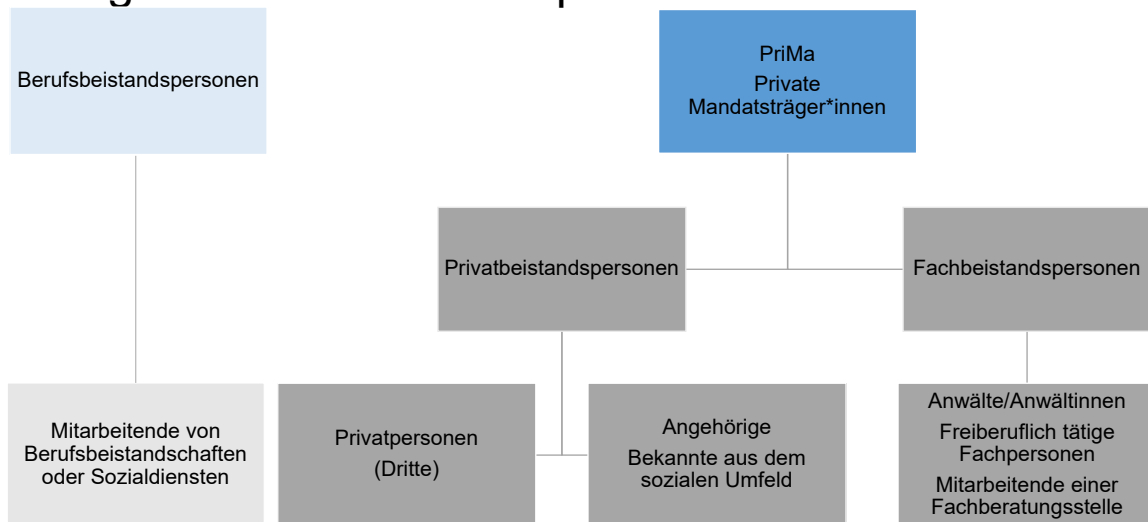 Berufsbeistandspersonen
PriMa
Private
Mandatsträger*innen
Privatbeistandspersonen
Fachbeistandspersonen
Mitarbeitende von
Berufsbeistandschaften
oder Sozialdiensten
Privatpersonen
(Dritte)
Angehörige
Bekannte aus dem
sozialen Umfeld
Anwälte/Anwältinnen
Freiberuflich tätige
Fachpersonen
Mitarbeitende einer
Fachberatungsstelle